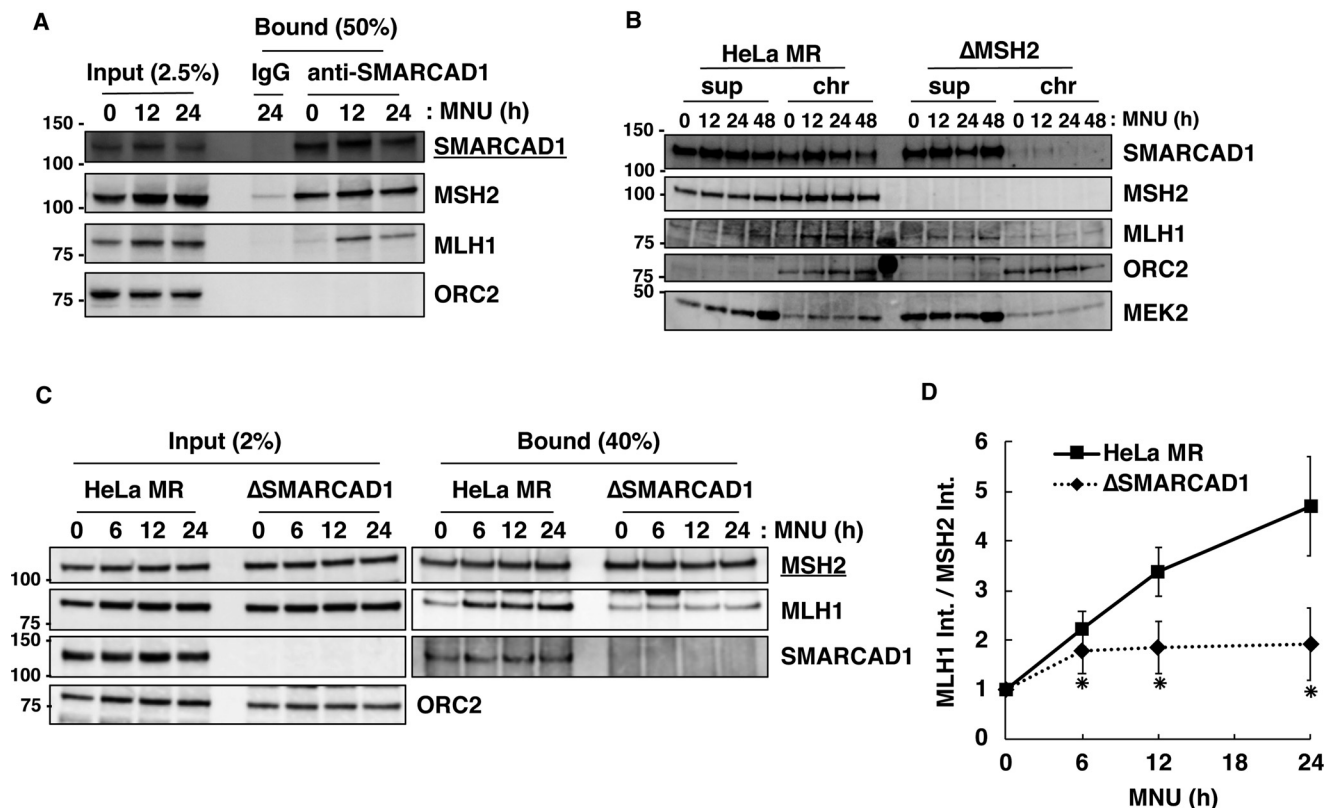 A
Bound (50%)
Input (2.5%) IgG anti-SMARCAD1
0 12 24 24 0 12 24 : MNU (h)
150
SMARCAD1
100
MSH2
100
MLH1
75
ORC2
75
B
HeLa MR ΔMSH2
sup chr sup chr
0 12 24 48 0 12 24 48 0 12 24 48 0 12 24 48 : MNU (h)
150
SMARCAD1
100
100 MSH2
MLH1
75
ORC2
75
50
MEK2
C
Input (2%) Bound (40%)
HeLa MR ΔSMARCAD1 HeLa MR ΔSMARCAD1
0 6 12 24 0 6 12 24 0 6 12 24 0 6 12 24 : MNU (h)
MSH2
100
MLH1
75
150
SMARCAD1
100
75 ORC2
D
6
HeLa MR
5
ΔSMARCAD1
4
3
2
1
0
* * *
0 6 12 18 24
MNU (h)
MLH1 Int. / MSH2 Int.